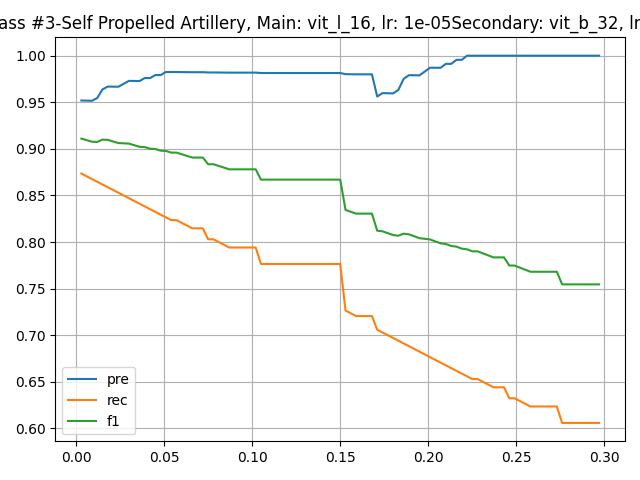 ass #3-Self Propelled Artillery, Main: vit_l_16, lr: 1e-05Secondary: vit_b_32, lr
1.00
0.95
0.90
0.85
0.80
0.75
0.70
0.65
0.60
pre
rec
f1
0.00 0.05 0.10 0.15 0.20 0.25 0.30